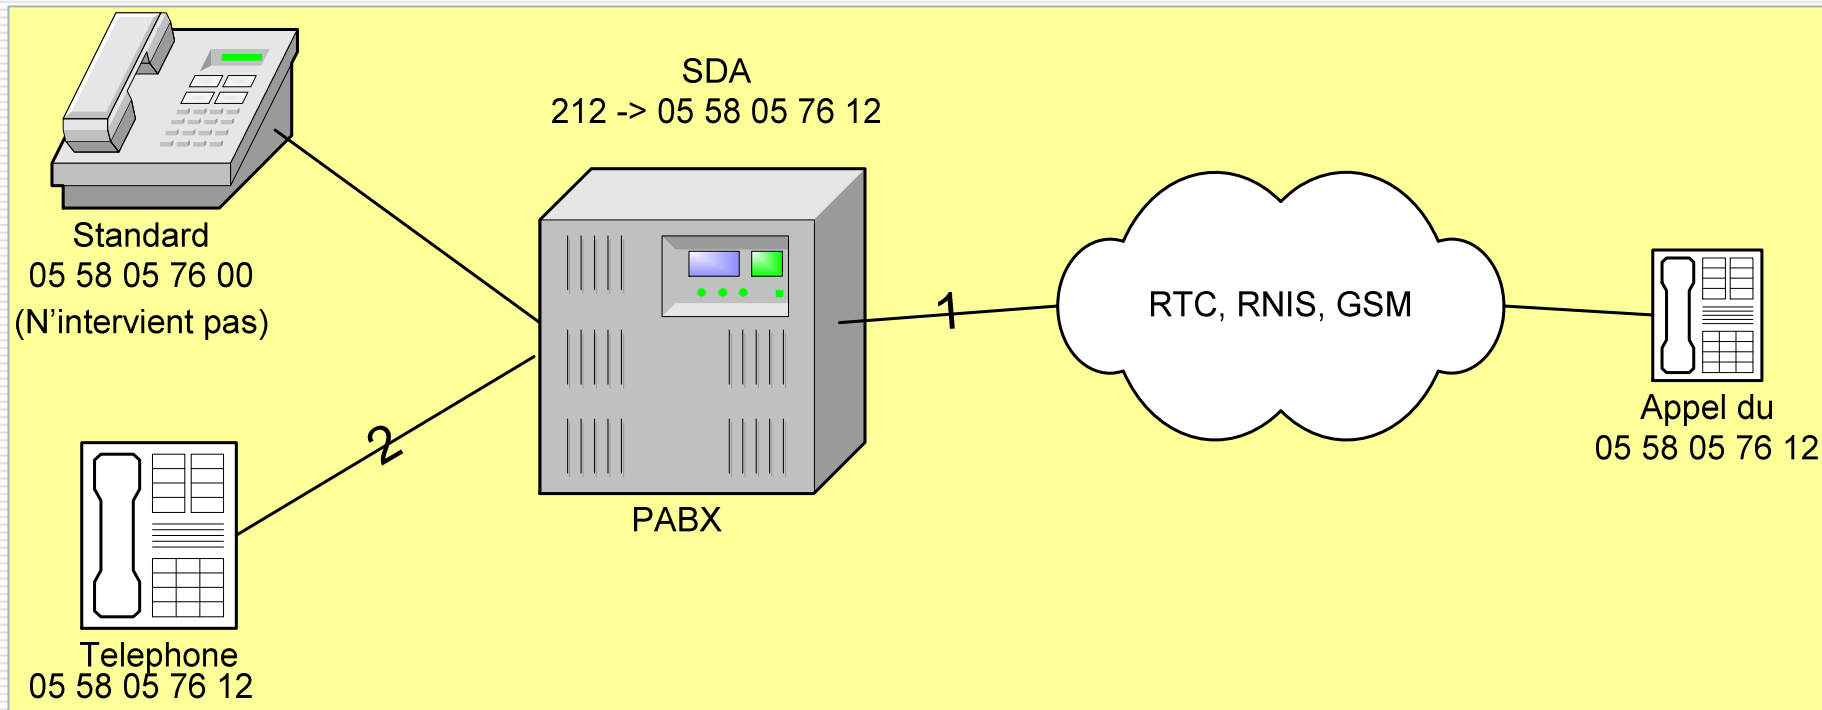 SDA
212 -> 05 58 05 76 12
Standard
05 58 05 76 00
(N'intervient pas)
1
RTC, RNIS, GSM
Appel du
05 58 05 76 12
2
PABX
Telephone
05 58 05 76 12